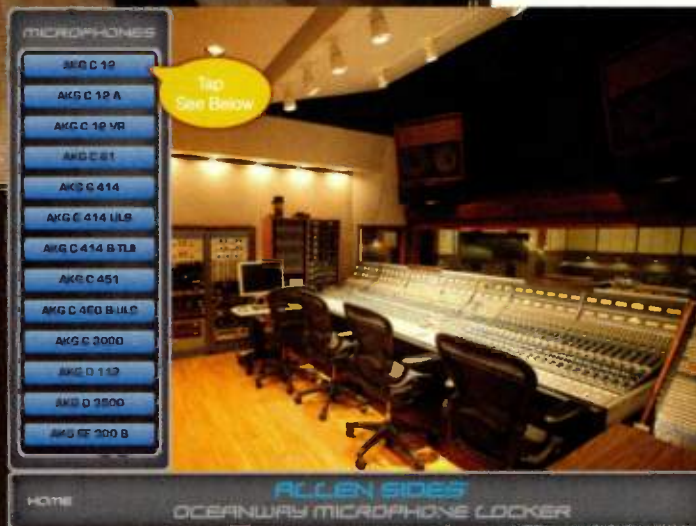 MICROPHONES
AKG C 12
Tap
See Below
AKG C 12 A
AKG C 12 VR
AKG C 61
AKG C 414
AKG C 414 ULS
AKG C 414 B-TLII
AKG C 451
AKG C 460 B-ULS
AKG C 3000
AKG D 112
AKG D 3500
AKG SE 300 B
HOME
ALLEN SIDES
OCEANWAY MICROPHONE LOCKER